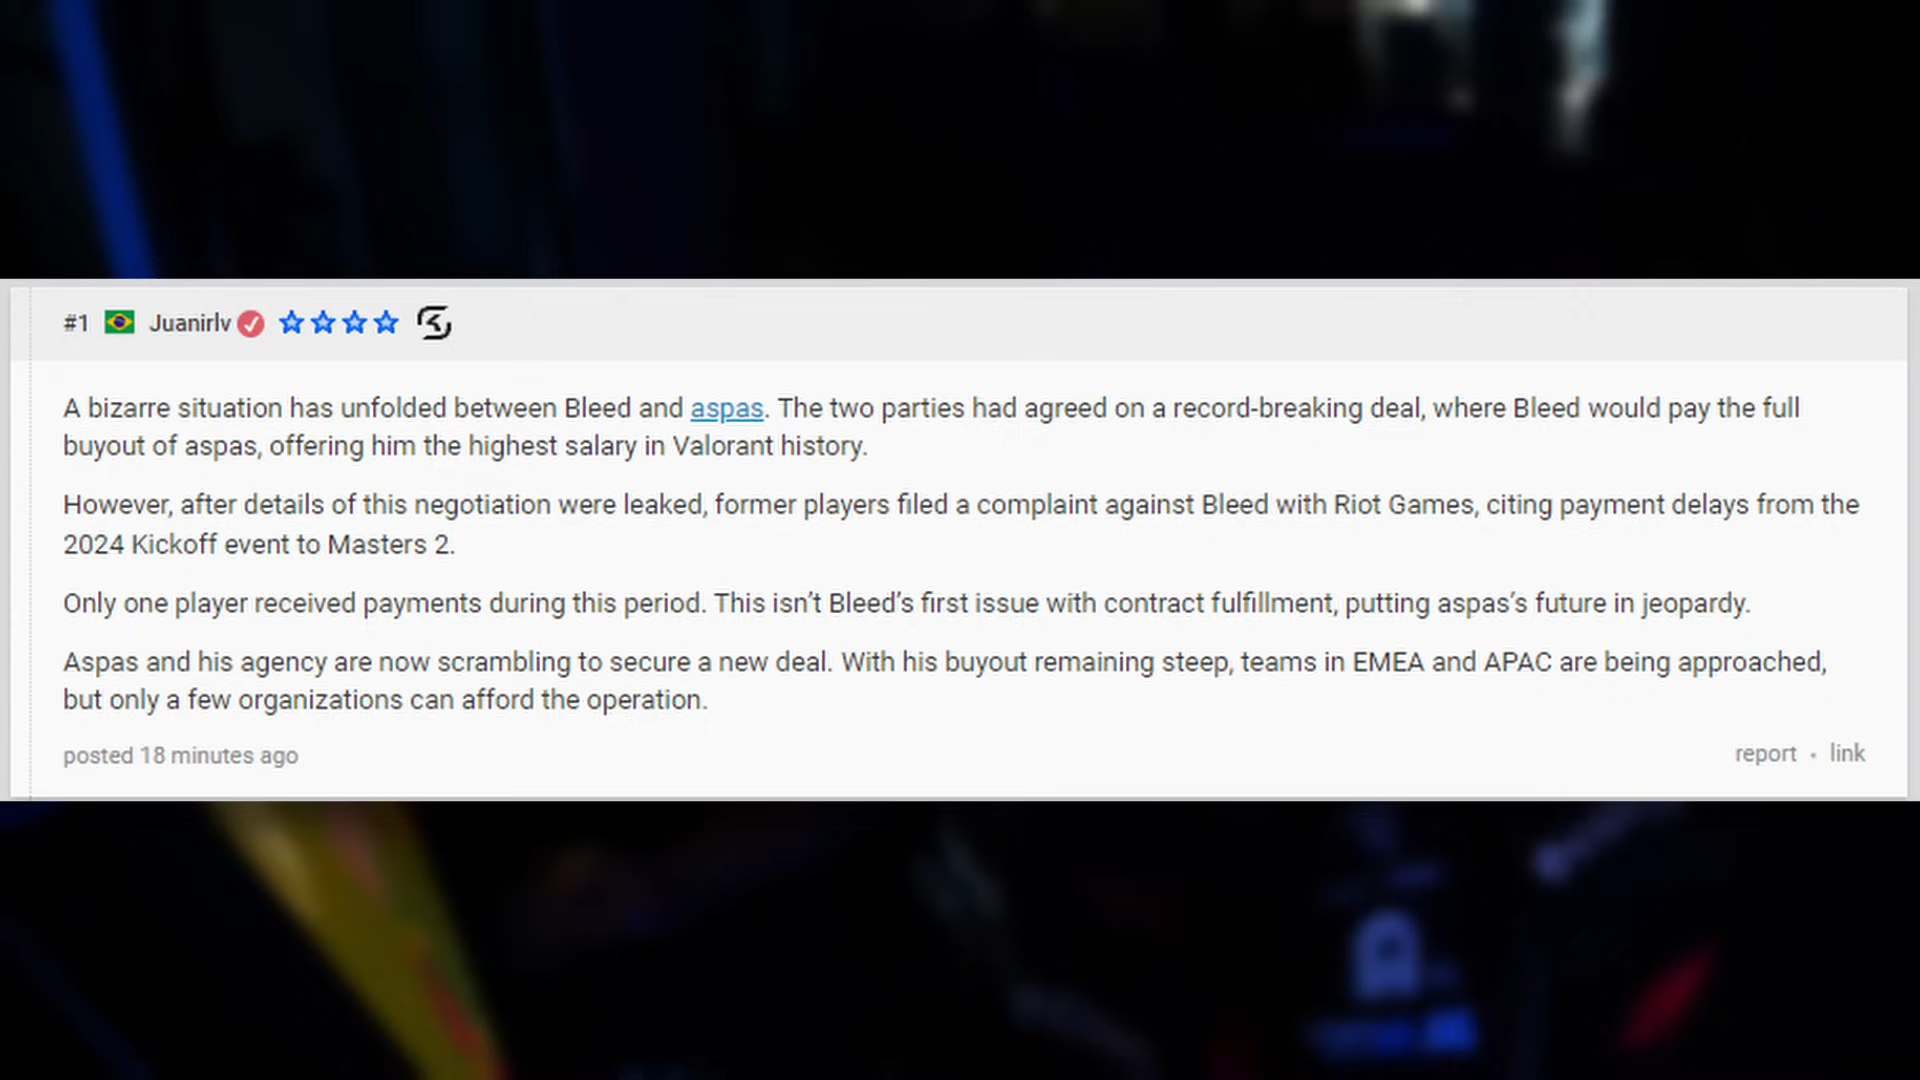 #1 Juanirlv
A bizarre situation has unfolded between Bleed and aspas. The two parties had agreed on a record-breaking deal, where Bleed would pay the full
buyout of aspas, offering him the highest salary in Valorant history.
However, after details of this negotiation were leaked, former players filed a complaint against Bleed with Riot Games, citing payment delays from the
2024 Kickoff event to Masters 2.
Only one player received payments during this period. This isn’t Bleed’s first issue with contract fulfillment, putting aspas’s future in jeopardy.
Aspas and his agency are now scrambling to secure a new deal. With his buyout remaining steep, teams in EMEA and APAC are being approached,
but only a few organizations can afford the operation.
posted 18 minutes ago
report • link